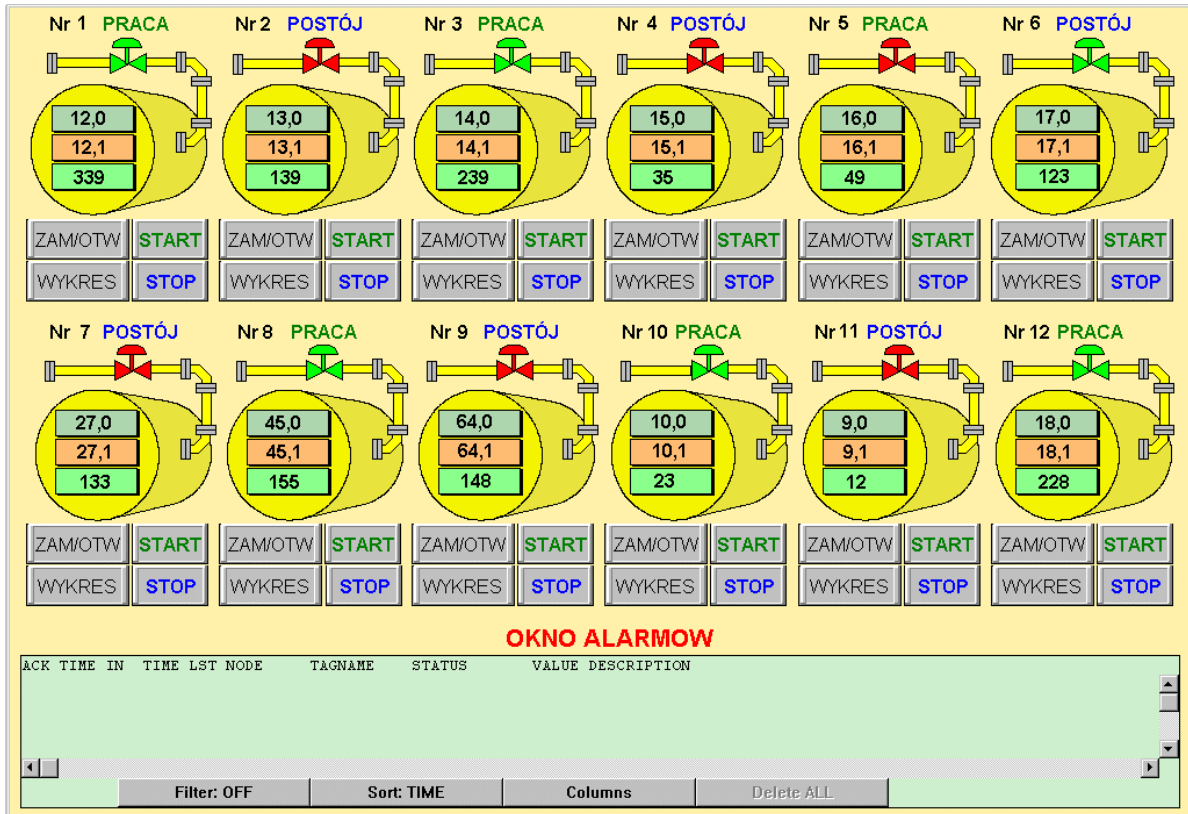 Nr 1 PRACA Nr 2 POSTÓJ Nr 3 PRACA Nr 4 POSTÓJ Nr 5 PRACA Nr 6 POSTÓJ
12,0 13,0 14,0 15,0 16,0 17,0
12,1 13,1 14,1 15,1 16,1 17,1
339 139 239 35 49 123
ZAM/OTW START ZAM/OTW START ZAM/OTW START ZAM/OTW START ZAM/OTW START ZAM/OTW START
WYKRES STOP WYKRES STOP WYKRES STOP WYKRES STOP WYKRES STOP WYKRES STOP
Nr 7 POSTÓJ Nr 8 PRACA Nr 9 POSTÓJ Nr 10 PRACA Nr 11 POSTÓJ Nr 12 PRACA
27,0 45,0 64,0 10,0 9,0 18,0
27,1 45,1 64,1 10,1 9,1 18,1
133 155 148 23 12 228
ZAM/OTW START ZAM/OTW START ZAM/OTW START ZAM/OTW START ZAM/OTW START ZAM/OTW START
WYKRES STOP WYKRES STOP WYKRES STOP WYKRES STOP WYKRES STOP WYKRES STOP
OKNO ALARMOW
ACK TIME IN TIME LST NODE TAGNAME STATUS VALUE DESCRIPTION
Filter: OFF Sort: TIME Columns Delete ALL